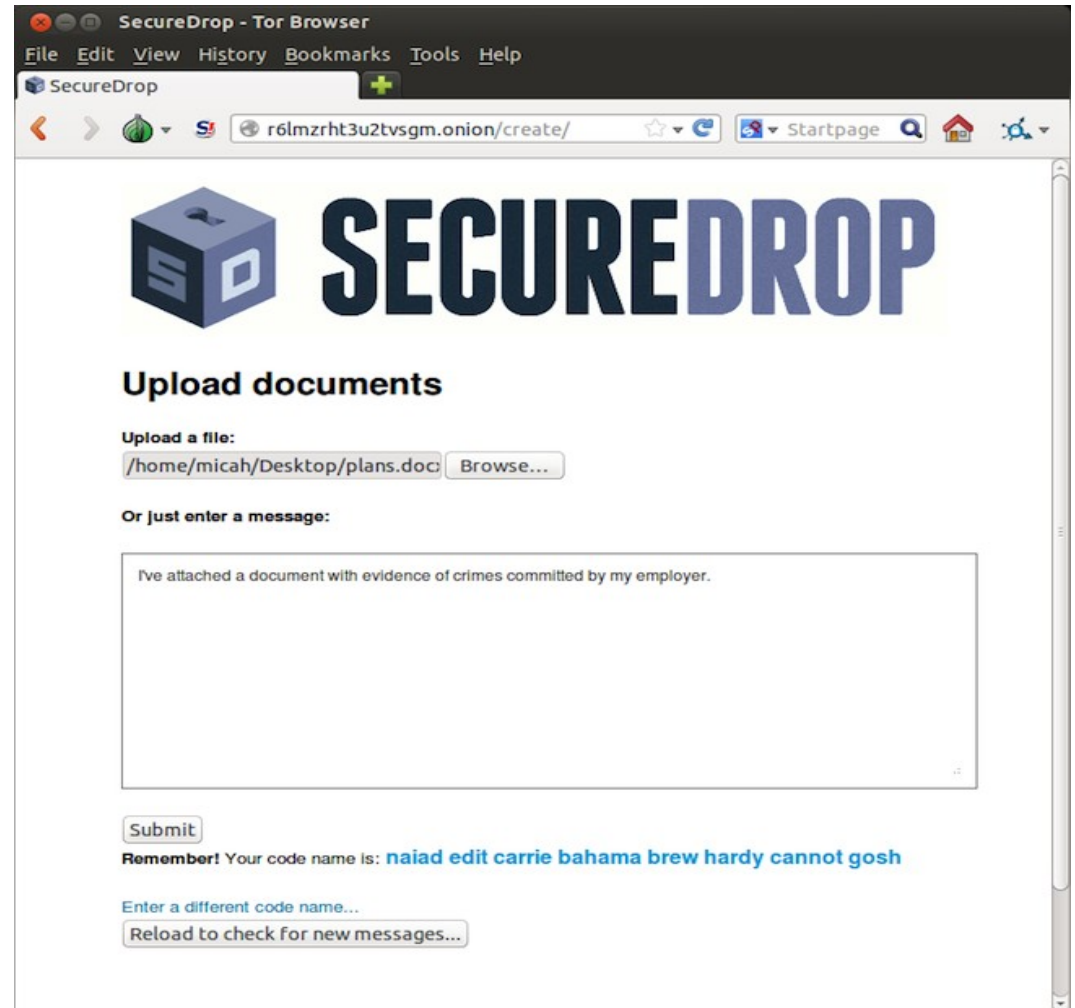 SecureDrop - Tor Browser
File Edit View History Bookmarks Tools Help
SecureDrop
r6lmzrht3u2tvsgm.onion/create/ Startpage
SD SECUREDROP
Upload documents
Upload a file:
/home/micah/Desktop/plans.doc Browse...
Or just enter a message:
I've attached a document with evidence of crimes committed by my employer.
Submit
Remember! Your code name is: naiad edit carrie bahama brew hardy cannot gosh
Enter a different code name...
Reload to check for new messages...